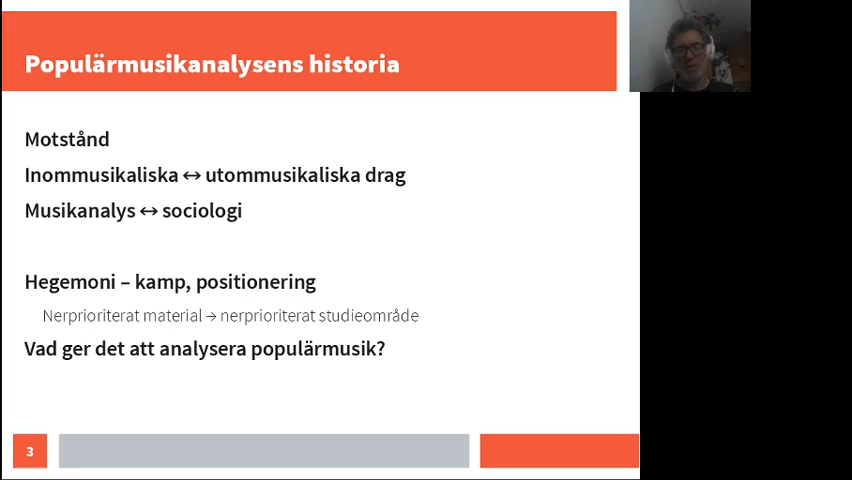 Populärmusikanalysens historia
Motstånd
Inommusikaliska ↔ utommusikaliska drag
Musikanalys ↔ sociologi
Hegemoni – kamp, positionering
Nerprioriterat material → nerprioriterat studieområde
Vad ger det att analysera populärmusik?
3